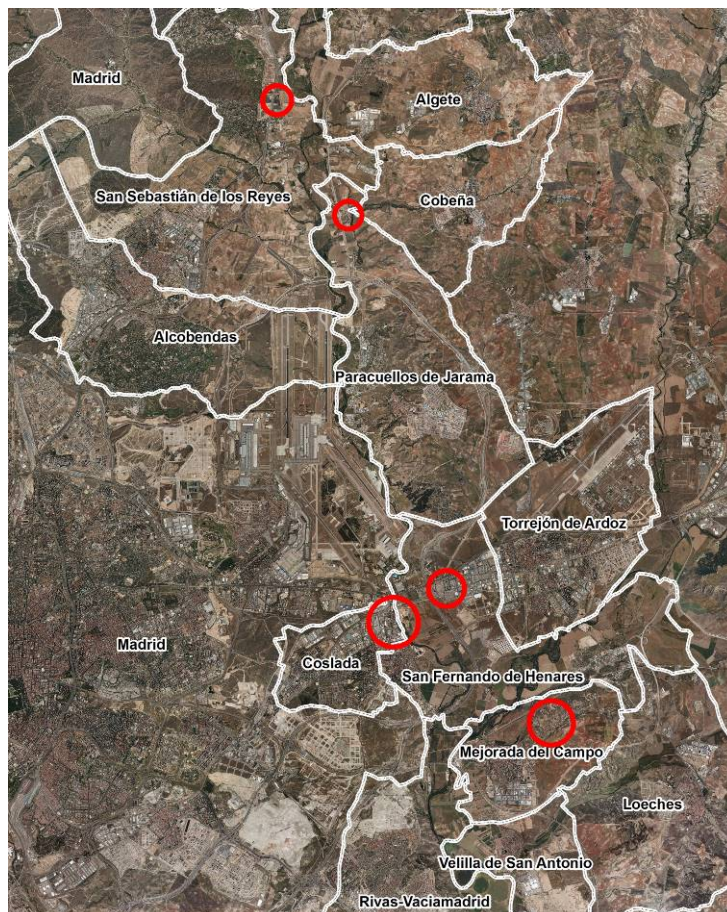 Madrid
Algete
San Sebastián de los Reyes
Cobeña
Alcobendas
Paracuellos de Jarama
Torrejón de Ardoz
Madrid
Coslada
San Fernando de Henares
Mejorada del Campo
Loeches
Velilla de San Antonio
Rivas-Vaciamadrid